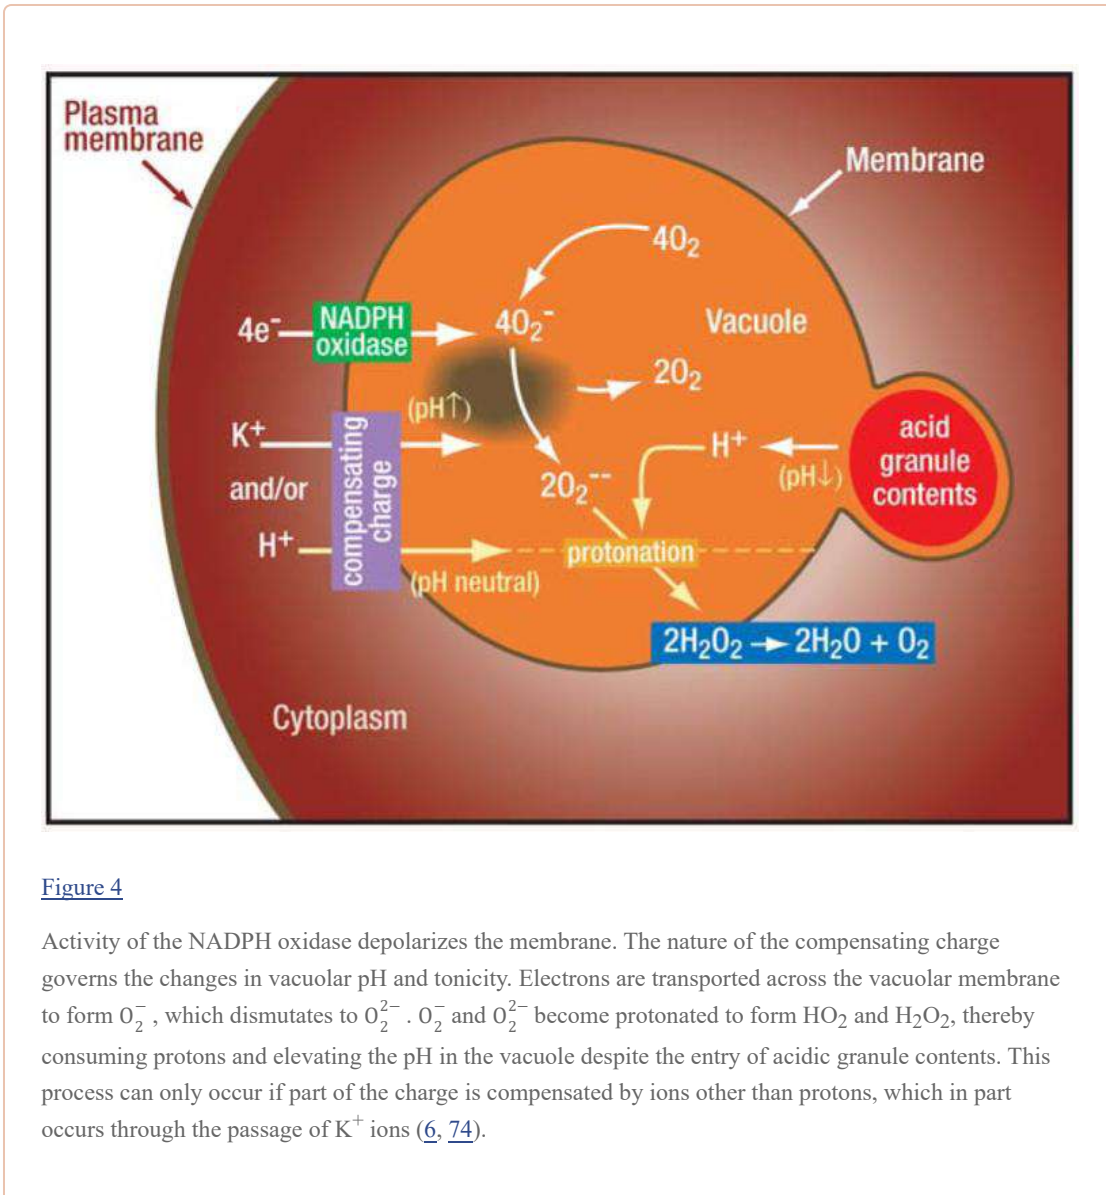 Plasma
membrane
Membrane
4O₂
4e⁻
NADPH
oxidase
4O₂⁻
Vacuole
2O₂
(pH↑)
K⁺
and/or
H⁺
compensating
charge
H⁺
(pH↓)
acid
granule
contents
2O₂⁻⁻
protonation
(pH neutral)
2H₂O₂ → 2H₂O + O₂
Cytoplasm
Figure 4
Activity of the NADPH oxidase depolarizes the membrane. The nature of the compensating charge
governs the changes in vacuolar pH and tonicity. Electrons are transported across the vacuolar membrane
to form O₂⁻ , which dismutates to O₂²⁻ . O₂⁻ and O₂²⁻ become protonated to form HO₂ and H₂O₂, thereby
consuming protons and elevating the pH in the vacuole despite the entry of acidic granule contents. This
process can only occur if part of the charge is compensated by ions other than protons, which in part
occurs through the passage of K⁺ ions (6, 74).